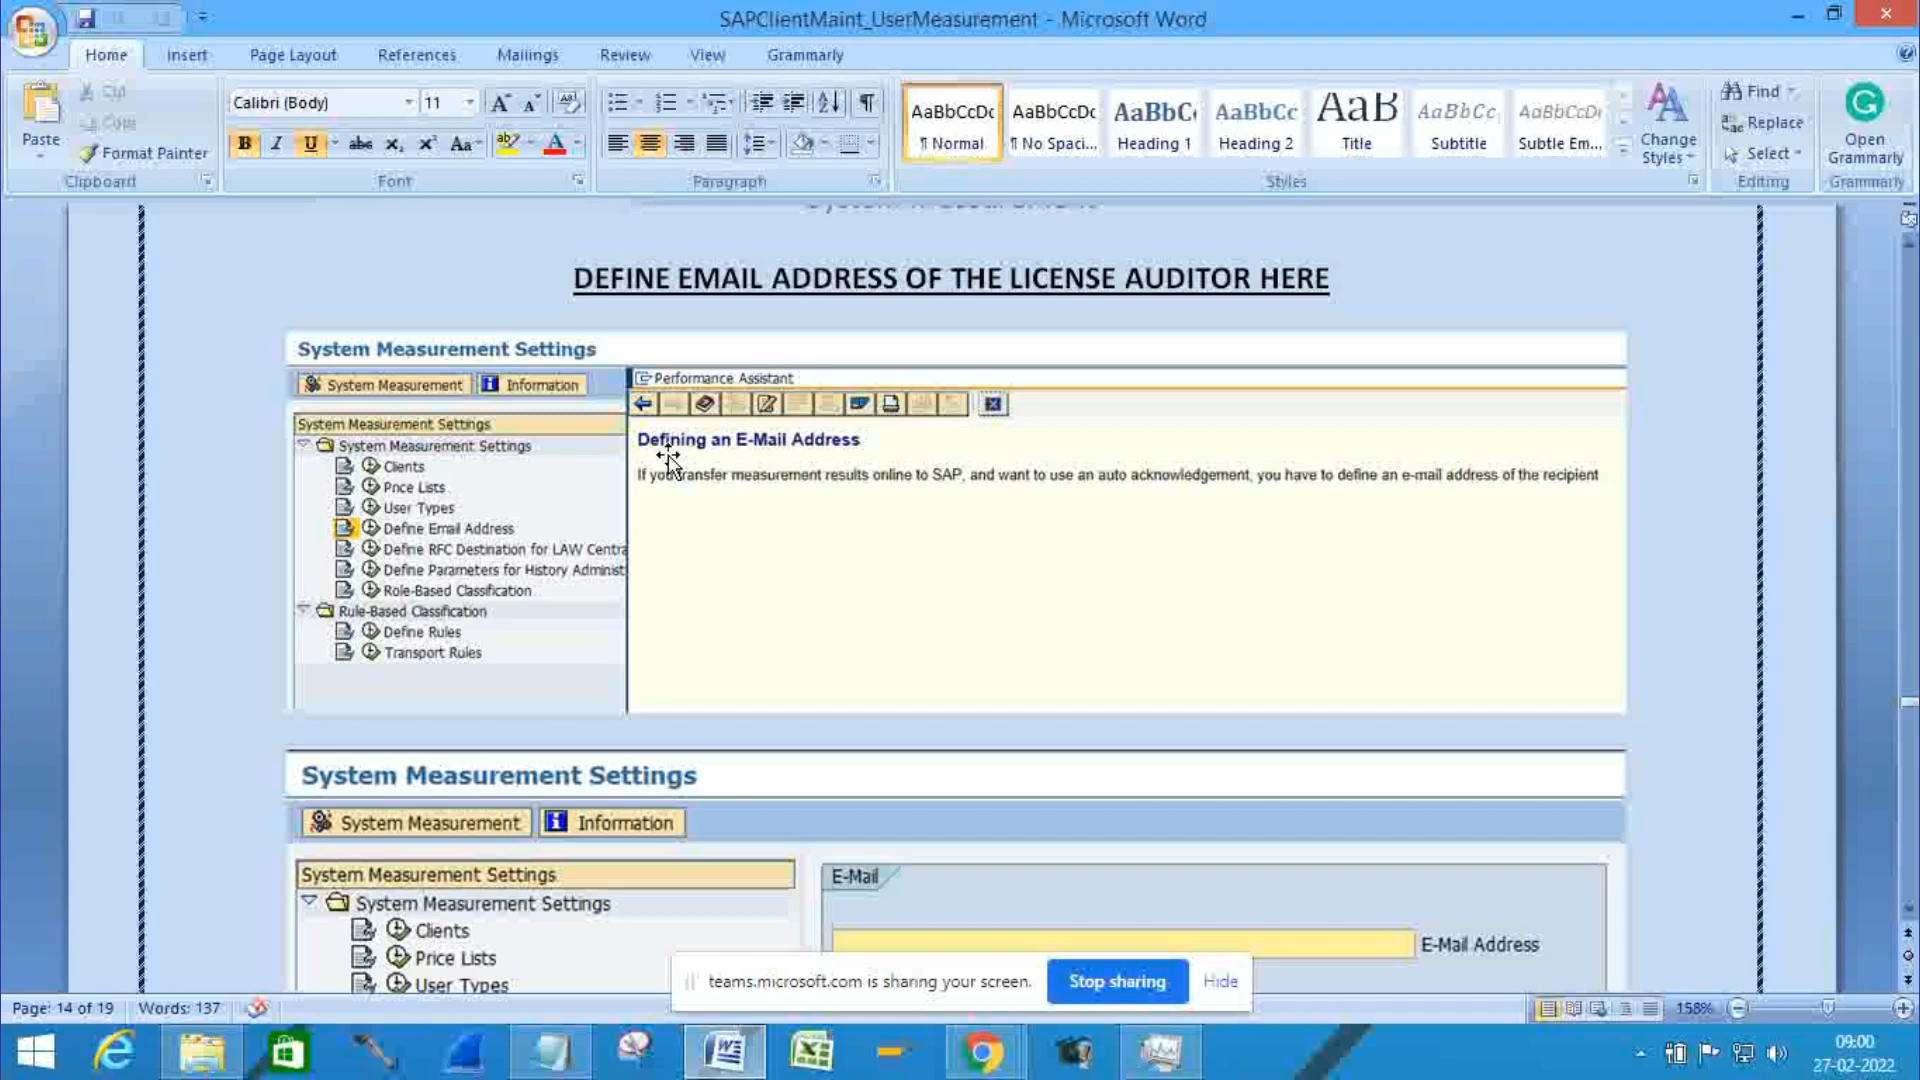 SAPClientMaint_UserMeasurement - Microsoft Word
Home Insert Page Layout References Mailings Review View Grammarly
Paste
Cut
Copy
Format Painter
Clipboard
Calibri (Body) 11
Font
Paragraph
AaBbCcDc AaBbCcDc AaBbC AaBbCc AaB AaBbCc. AaBbCcDi
¶ Normal ¶ No Spaci... Heading 1 Heading 2 Title Subtitle Subtle Em...
Change Styles
Styles
Find
Replace
Select
Editing
Open Grammarly
Grammarly
DEFINE EMAIL ADDRESS OF THE LICENSE AUDITOR HERE
System Measurement Settings
System Measurement Information
Performance Assistant
System Measurement Settings
System Measurement Settings
Clients
Price Lists
User Types
Define Email Address
Define RFC Destination for LAW Centra
Define Parameters for History Administ
Role-Based Classification
Rule-Based Classification
Define Rules
Transport Rules
Defining an E-Mail Address
If you transfer measurement results online to SAP, and want to use an auto acknowledgement, you have to define an e-mail address of the recipient
System Measurement Settings
System Measurement Information
System Measurement Settings
System Measurement Settings
Clients
Price Lists
User Types
E-Mail
E-Mail Address
teams.microsoft.com is sharing your screen. Stop sharing Hide
Page: 14 of 19 Words: 137 158%
09:00
27-02-2022